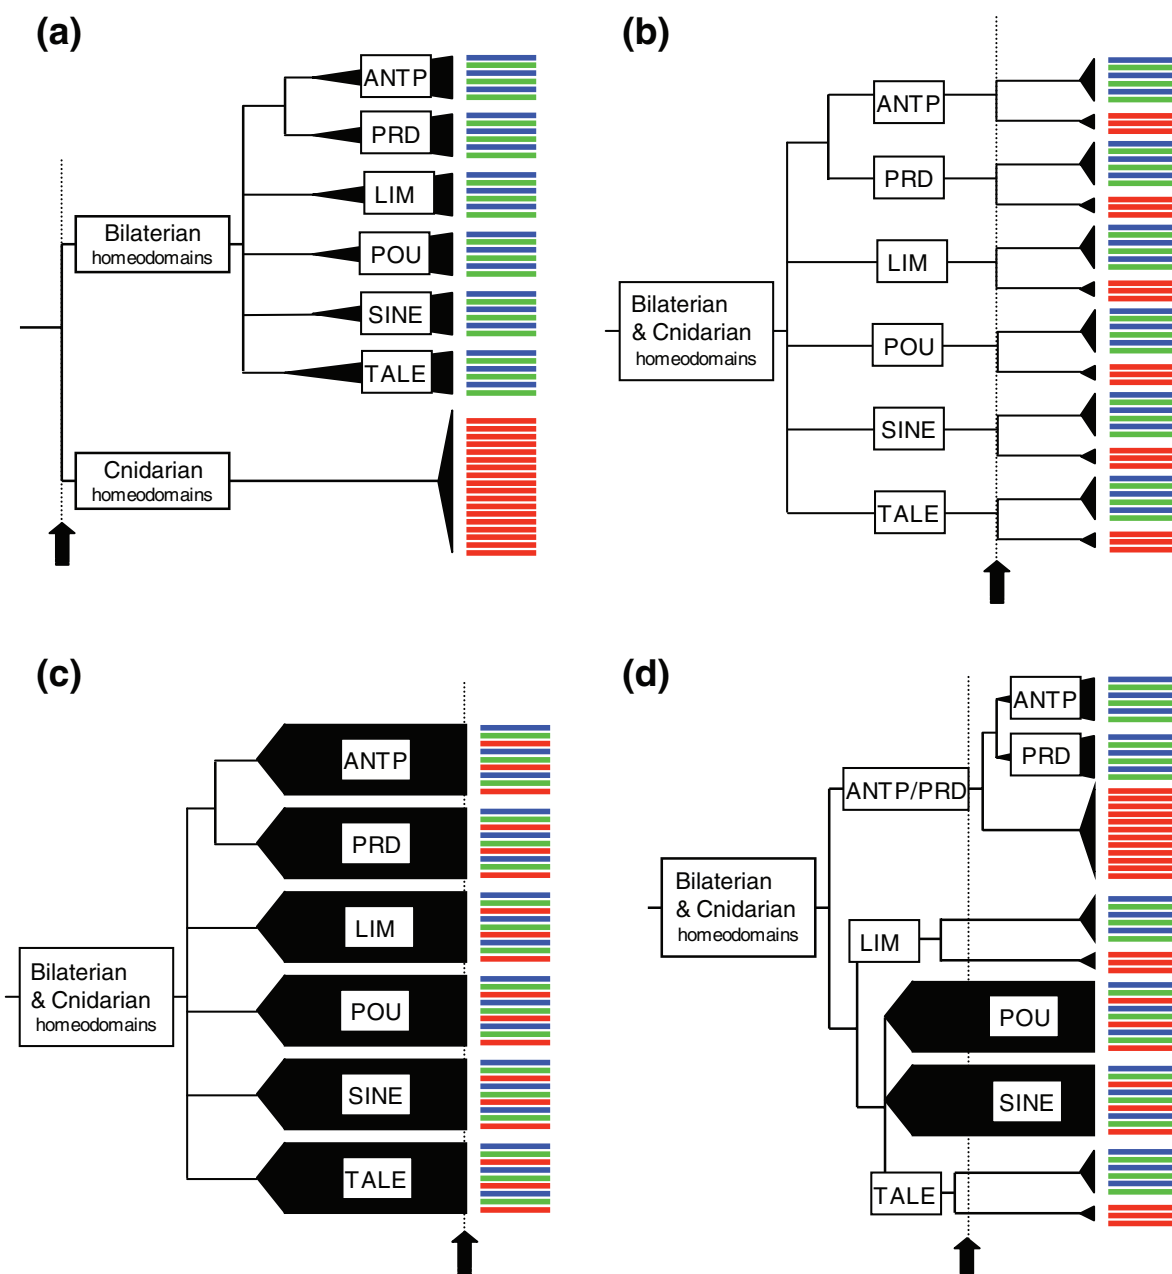 (a)
ANTP
PRD
LIM
POU
SINE
TALE
Bilaterian
homeodomains
Cnidarian
homeodomains
(b)
ANTP
PRD
LIM
POU
SINE
TALE
Bilaterian
& Cnidarian
homeodomains
(c)
ANTP
PRD
LIM
POU
SINE
TALE
Bilaterian
& Cnidarian
homeodomains
(d)
ANTP
PRD
ANTP/PRD
Bilaterian
& Cnidarian
homeodomains
LIM
POU
SINE
TALE